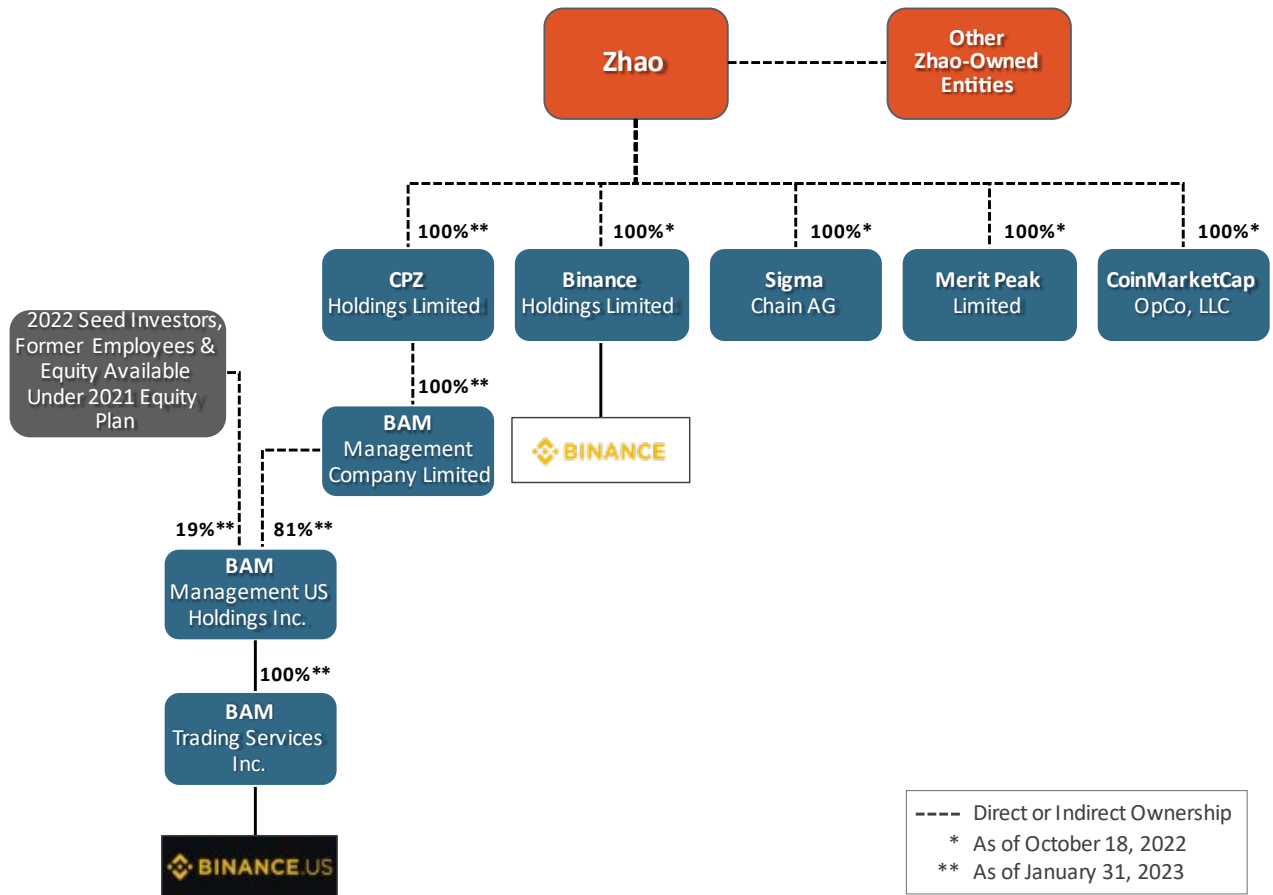 Zhao
Other
Zhao-Owned
Entities
100%**
100%*
100%*
100%*
100%*
CPZ
Holdings Limited
Binance
Holdings Limited
Sigma
Chain AG
Merit Peak
Limited
CoinMarketCap
OpCo, LLC
2022 Seed Investors,
Former Employees &
Equity Available
Under 2021 Equity
Plan
100%**
BAM
Management
Company Limited
BINANCE
19%**
81%**
BAM
Management US
Holdings Inc.
100%**
BAM
Trading Services
Inc.
BINANCE.US
Direct or Indirect Ownership
* As of October 18, 2022
** As of January 31, 2023